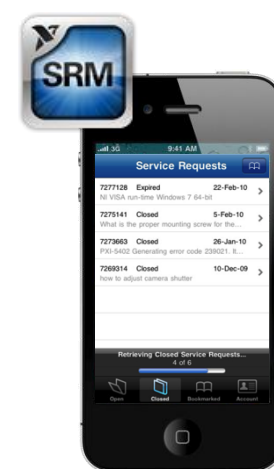 SRM
3G 9:41 AM
Service Requests
7277128 Expired 22-Feb-10
NI VISA run-time Windows 7 64-bit
7275141 Closed 5-Feb-10
What is the proper mounting screw for the...
7273663 Closed 26-Jan-10
PXI-5402 Generating error code 239021. It...
7269314 Closed 10-Dec-09
how to adjust camera shutter
Retrieving Closed Service Requests...
4 of 6
Open Closed Bookmarked Account